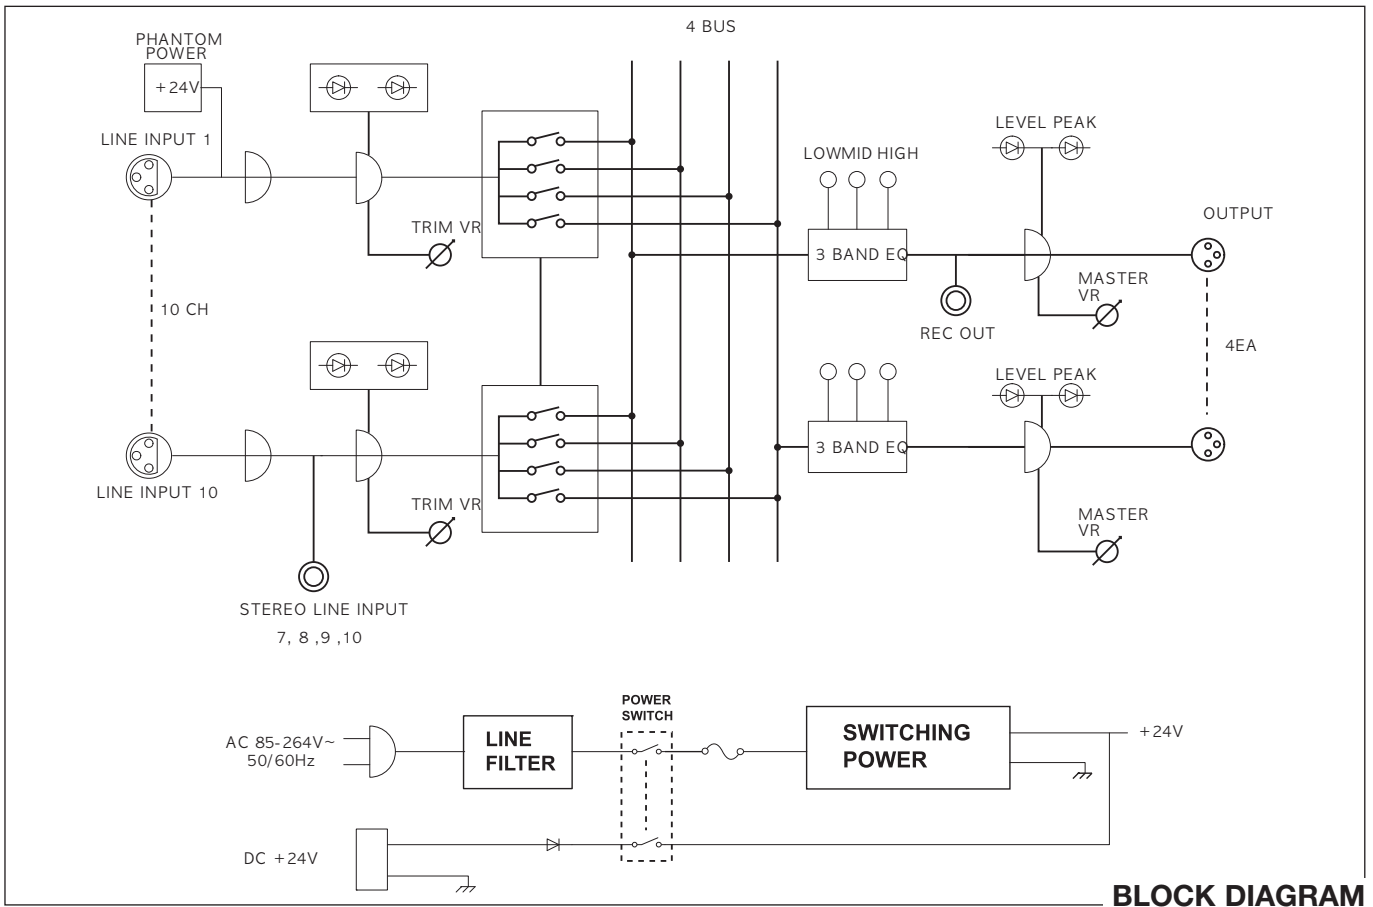 4 BUS
PHANTOM
POWER
+24V
LINE INPUT 1
TRIM VR
10 CH
LINE INPUT 10
TRIM VR
STEREO LINE INPUT
7, 8 ,9 ,10
LOWMID HIGH
3 BAND EQ
REC OUT
LEVEL PEAK
MASTER
VR
OUTPUT
4EA
3 BAND EQ
LEVEL PEAK
MASTER
VR
AC 85-264V~
50/60Hz
LINE
FILTER
POWER
SWITCH
SWITCHING
POWER
+24V
DC +24V
BLOCK DIAGRAM